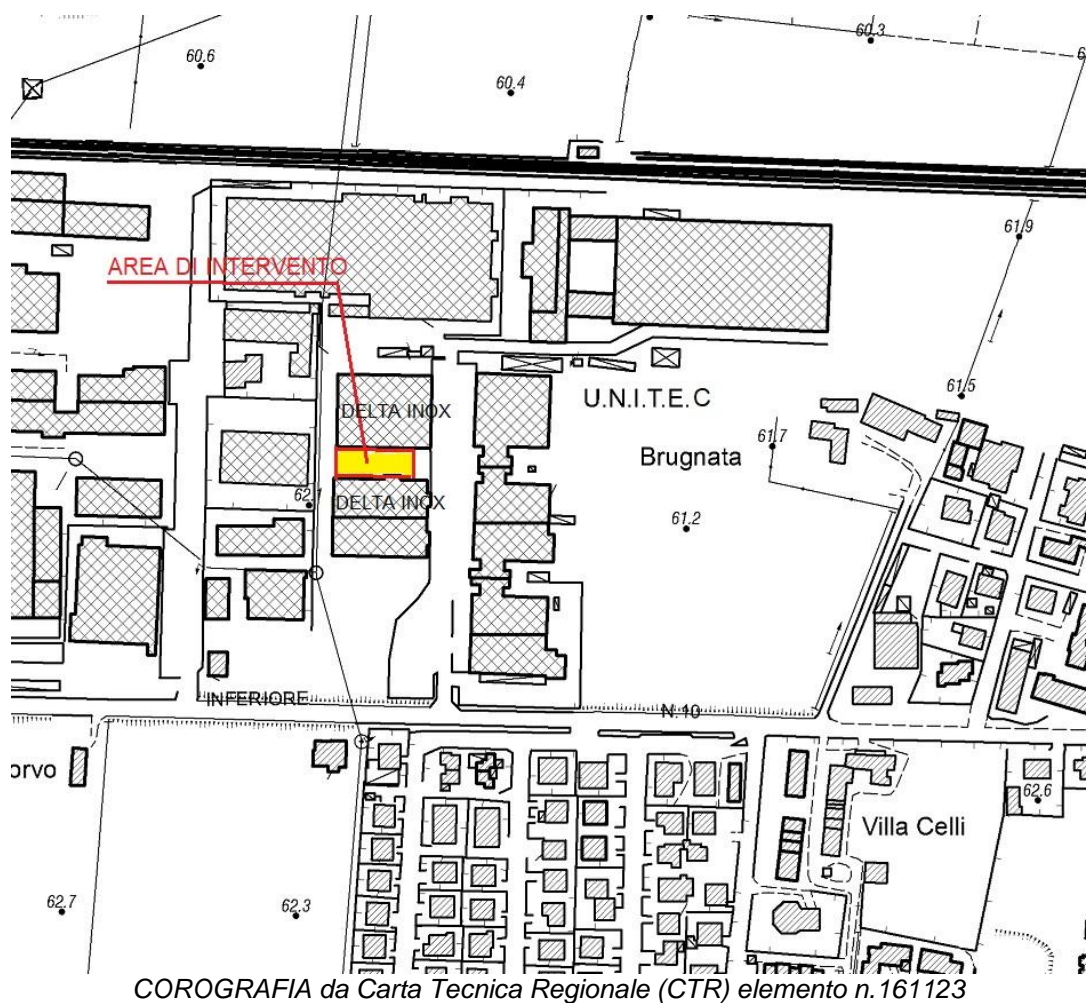 60.3
60.6
60.4
6
61.9
AREA DI INTERVENTO
61.5
U.N.I.T.E.C
DELTA INOX
61.7
Brugnata
62.1
DELTA INOX
61.2
INFERIORE
N.10
orvo
62.6
Villa Celli
62.7
62.3
COROGRAFIA da Carta Tecnica Regionale (CTR) elemento n.161123